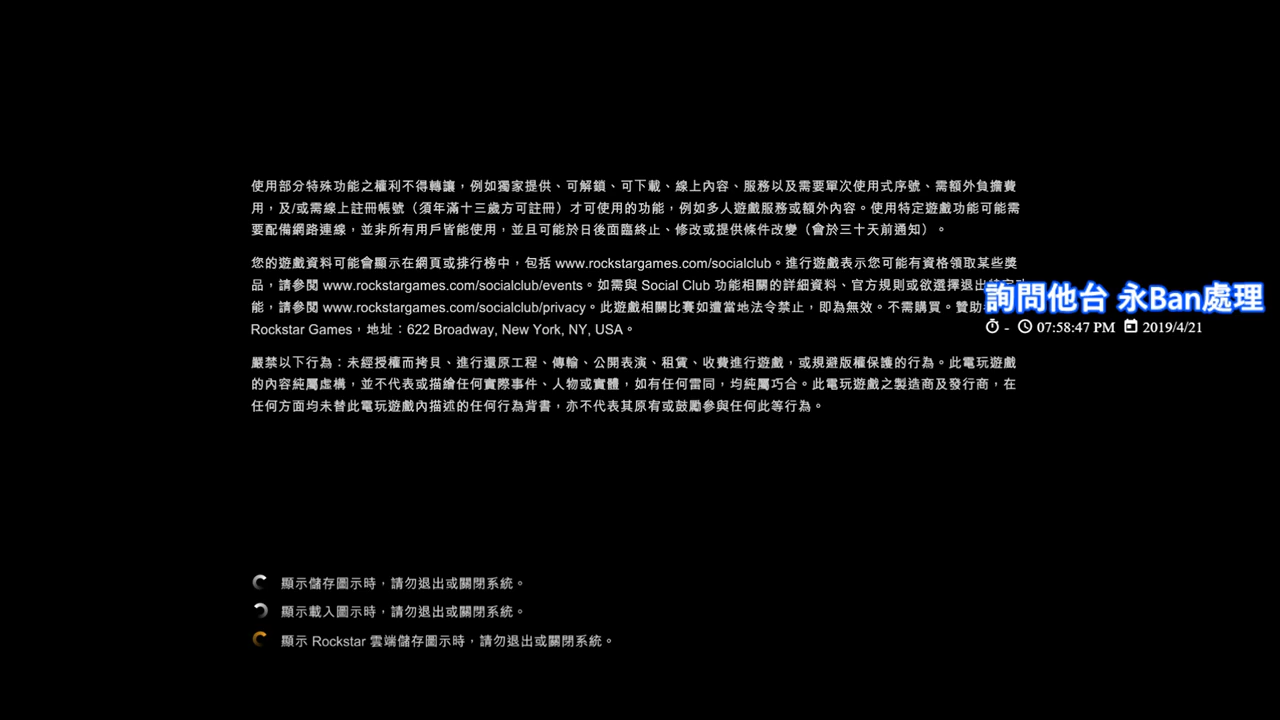 使用部分特殊功能之權利不得轉讓，例如獨家提供、可解鎖、可下載、線上內容、服務以及需要單次使用式序號、需額外負擔費
用，及/或需線上註冊帳號（須年滿十三歲方可註冊）才可使用的功能，例如多人遊戲服務或額外內容。使用特定遊戲功能可能需
要配備網路連線，並非所有用戶皆能使用，並且可能於日後面臨終止、修改或提供條件改變（會於三十天前通知）。
您的遊戲資料可能會顯示在網頁或排行榜中，包括 www.rockstargames.com/socialclub。進行遊戲表示您可能有資格領取某些獎
品，請參閱 www.rockstargames.com/socialclub/events。如需與 Social Club 功能相關的詳細資料、官方規則或欲選擇退出
能，請參閱 www.rockstargames.com/socialclub/privacy。此遊戲相關比賽如遭當地法令禁止，即為無效。不需購買。贊助
Rockstar Games，地址：622 Broadway, New York, NY, USA。
詢問他台 永Ban處理
- 07:58:47 PM 2019/4/21
嚴禁以下行為：未經授權而拷貝、進行還原工程、傳輸、公開表演、租賃、收費進行遊戲，或規避版權保護的行為。此電玩遊戲
的內容純屬虛構，並不代表或描繪任何實際事件、人物或實體，如有任何雷同，均純屬巧合。此電玩遊戲之製造商及發行商，在
任何方面均未替此電玩遊戲內描述的任何行為背書，亦不代表其原宥或鼓勵參與任何此等行為。
顯示儲存圖示時，請勿退出或關閉系統。
顯示載入圖示時，請勿退出或關閉系統。
顯示 Rockstar 雲端儲存圖示時，請勿退出或關閉系統。